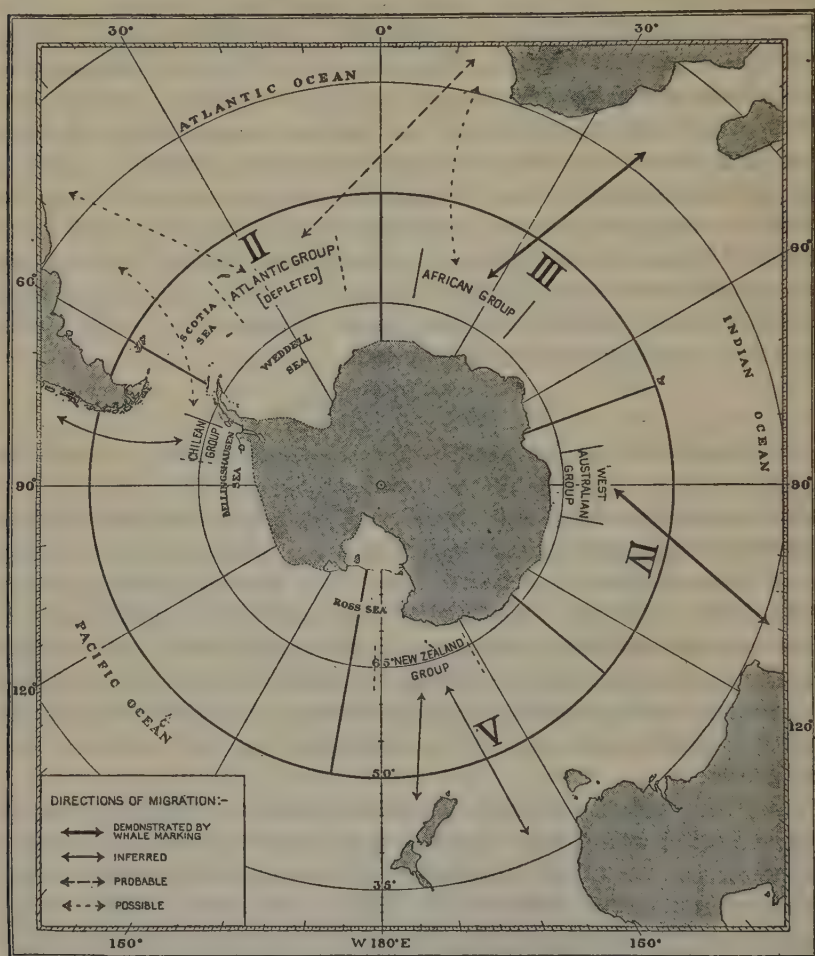 30°
0°
30°
ATLANTIC OCEAN
II
ATLANTIC GROUP
[DEPLETED]
AFRICAN GROUP
III
60°
60°
SCOTIA
SEA
WEDDELL
SEA
INDIAN OCEAN
CHILEAN
GROUP
BELLINGSHAUSEN
SEA
WEST
AUSTRALIAN
GROUP
90°
90°
IV
ROSS SEA
65°
NEW ZEALAND
GROUP
V
PACIFIC OCEAN
120°
120°
50°
35°
DIRECTIONS OF MIGRATION:-
DEMONSTRATED BY
WHALE MARKING
INFERRED
PROBABLE
POSSIBLE
150°
W 180°E
150°